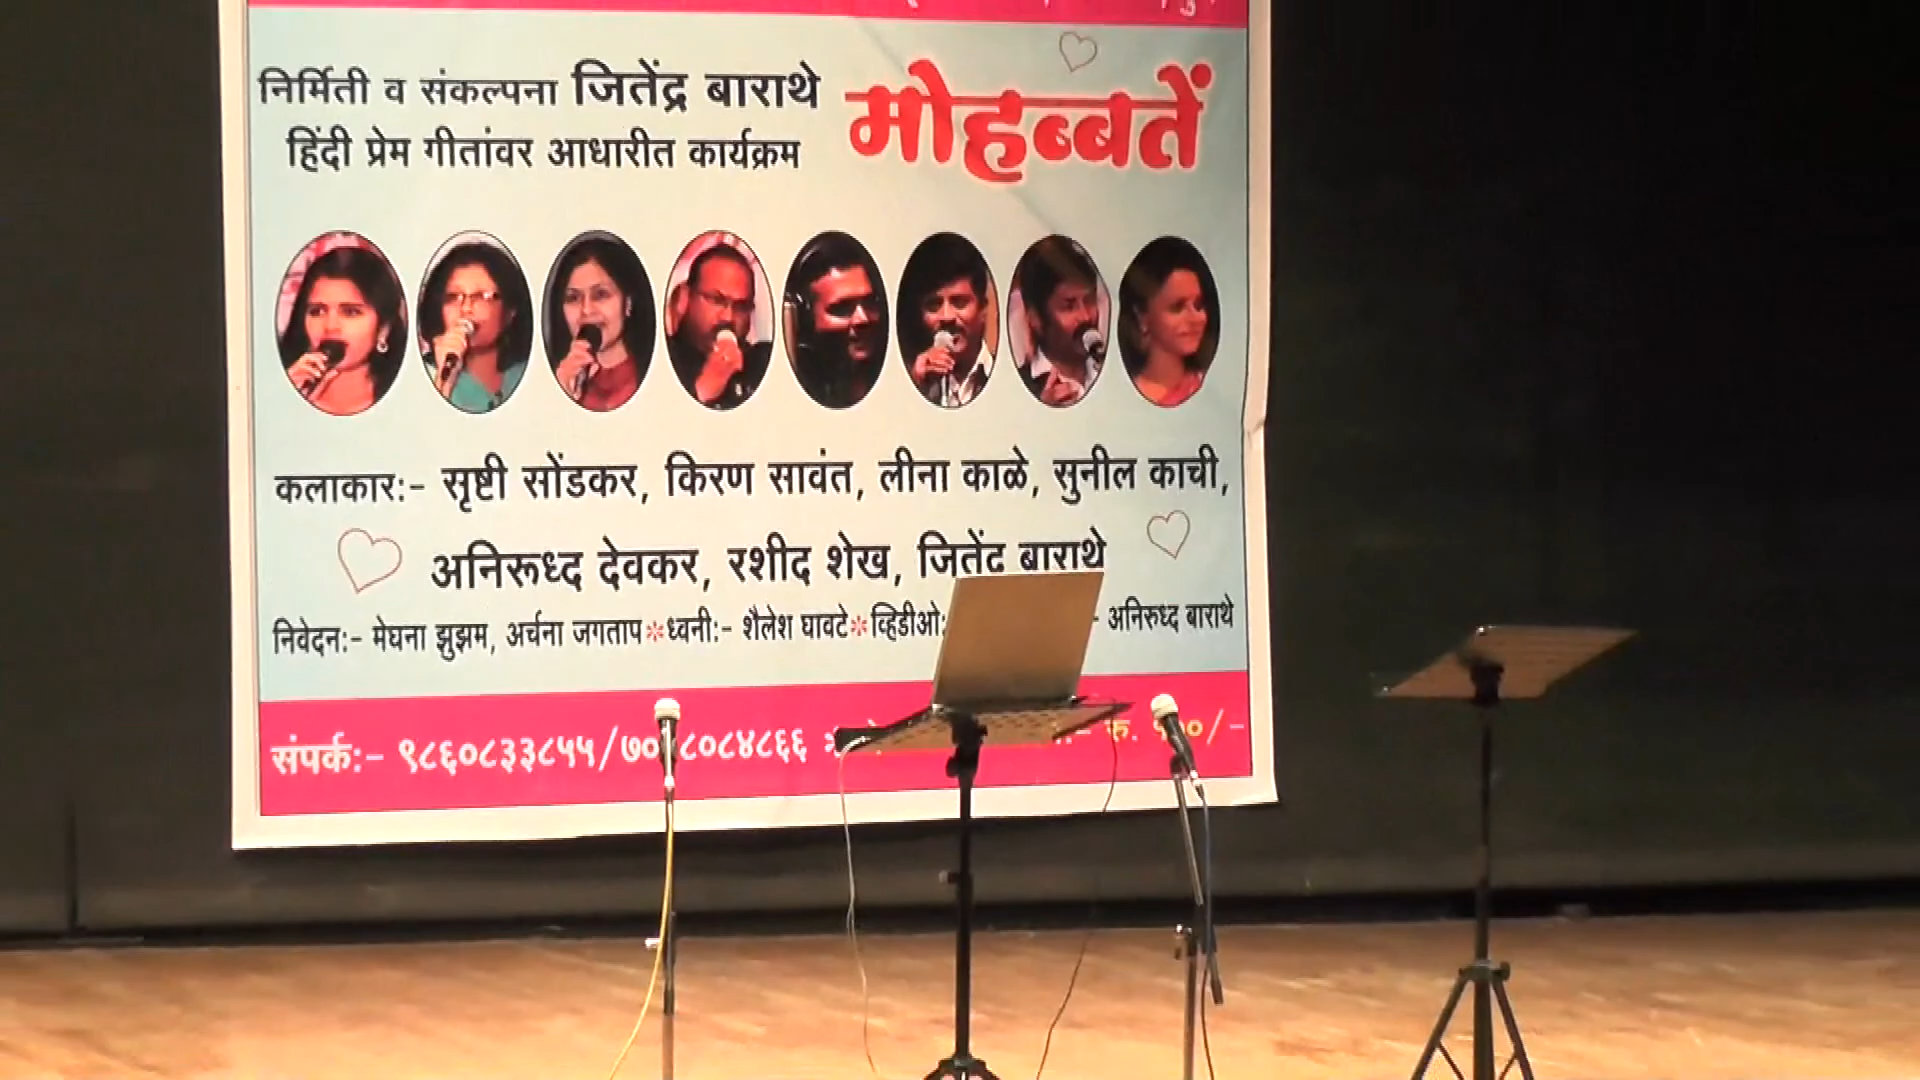 निर्मिती व संकल्पना जितेंद्र बाराथे
हिंदी प्रेम गीतांवर आधारीत कार्यक्रम
मोहब्बतें
कलाकार:- सृष्टी सोंडकर, किरण सावंत, लीना काळे, सुनील काची,
अनिरुध्द देवकर, रशीद शेख, जितेंद्र बाराथे
निवेदन:- मेघना झुझम, अर्चना जगताप * ध्वनी:- शैलेश घावटे * व्हिडीओ: - अनिरुध्द बाराथे
संपर्क:- ९८६०८३३८५५/ रु. /-